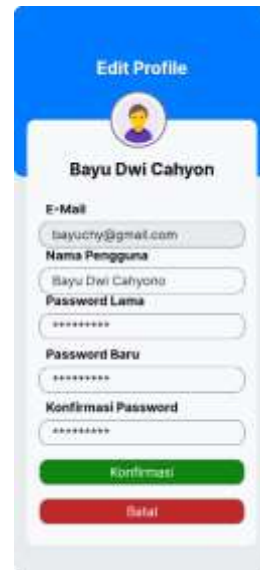 Edit Profile
Bayu Dwi Cahyon
E-Mail
bayuchy@gmail.com
Nama Pengguna
Bayu Dwi Cahyono
Password Lama
*********
Password Baru
*********
Konfirmasi Password
*********
Konfirmasi
Batal